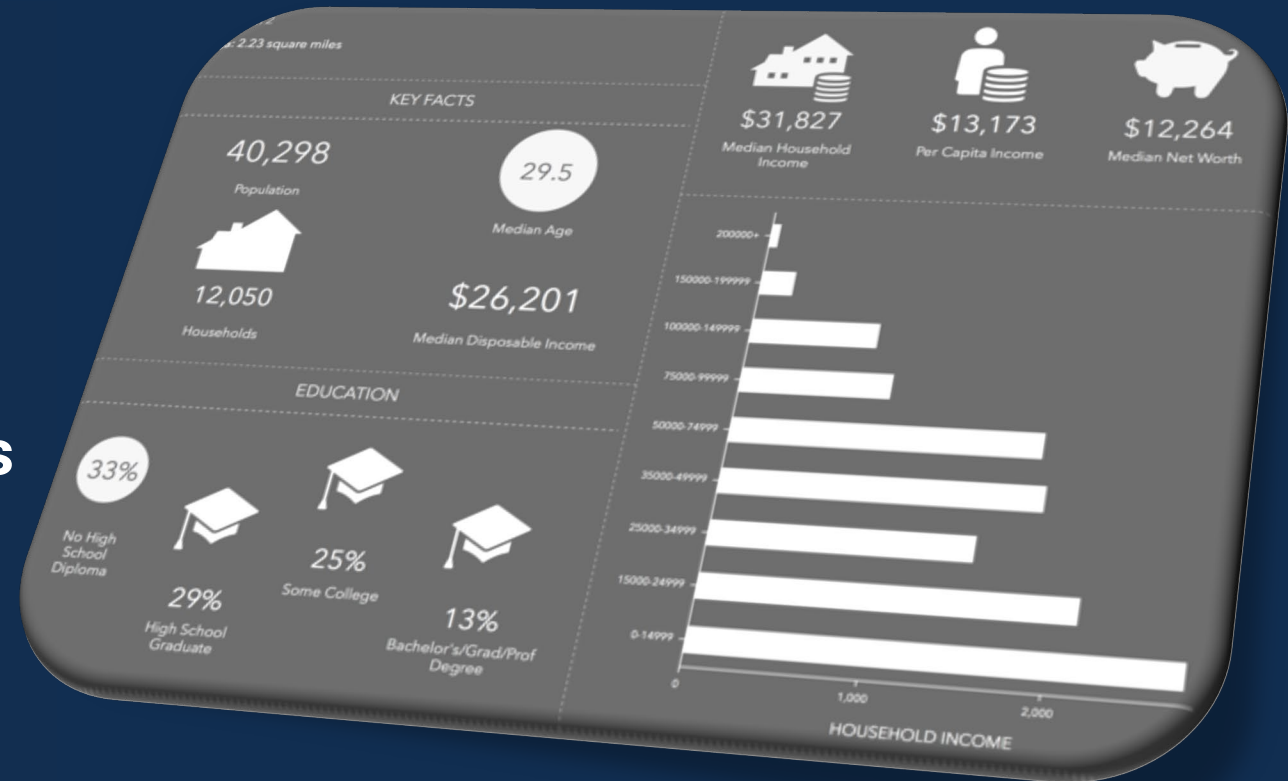 2.23 square miles
KEY FACTS
40,298
Population
29.5
Median Age
12,050
Households
$26,201
Median Disposable Income
EDUCATION
33%
No High
School
Diploma
29%
High School
Graduate
25%
Some College
13%
Bachelor's/Grad/Prof
Degree
$31,827
Median Household
Income
$13,173
Per Capita Income
$12,264
Median Net Worth
200000+
150000-199999
100000-149999
75000-99999
50000-74999
35000-49999
25000-34999
15000-24999
0-14999
0
1,000
2,000
HOUSEHOLD INCOME